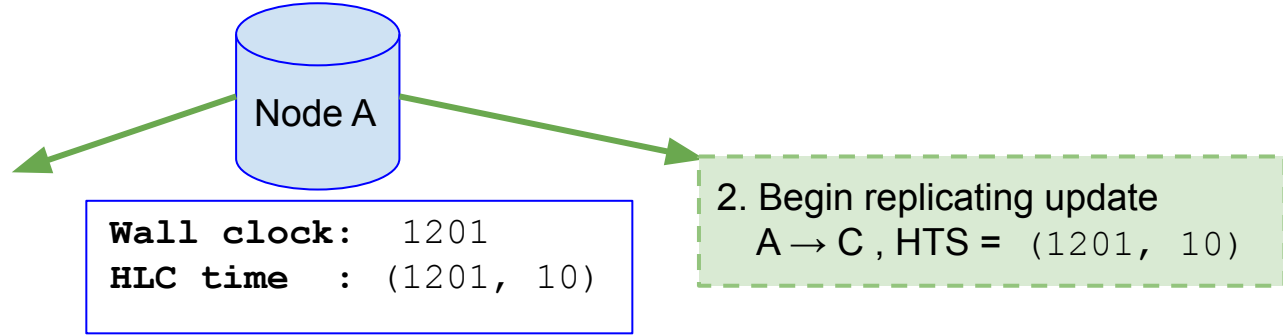 Node A
Wall clock: 1201
HLC time : (1201, 10)
2. Begin replicating update
A → C , HTS = (1201, 10)